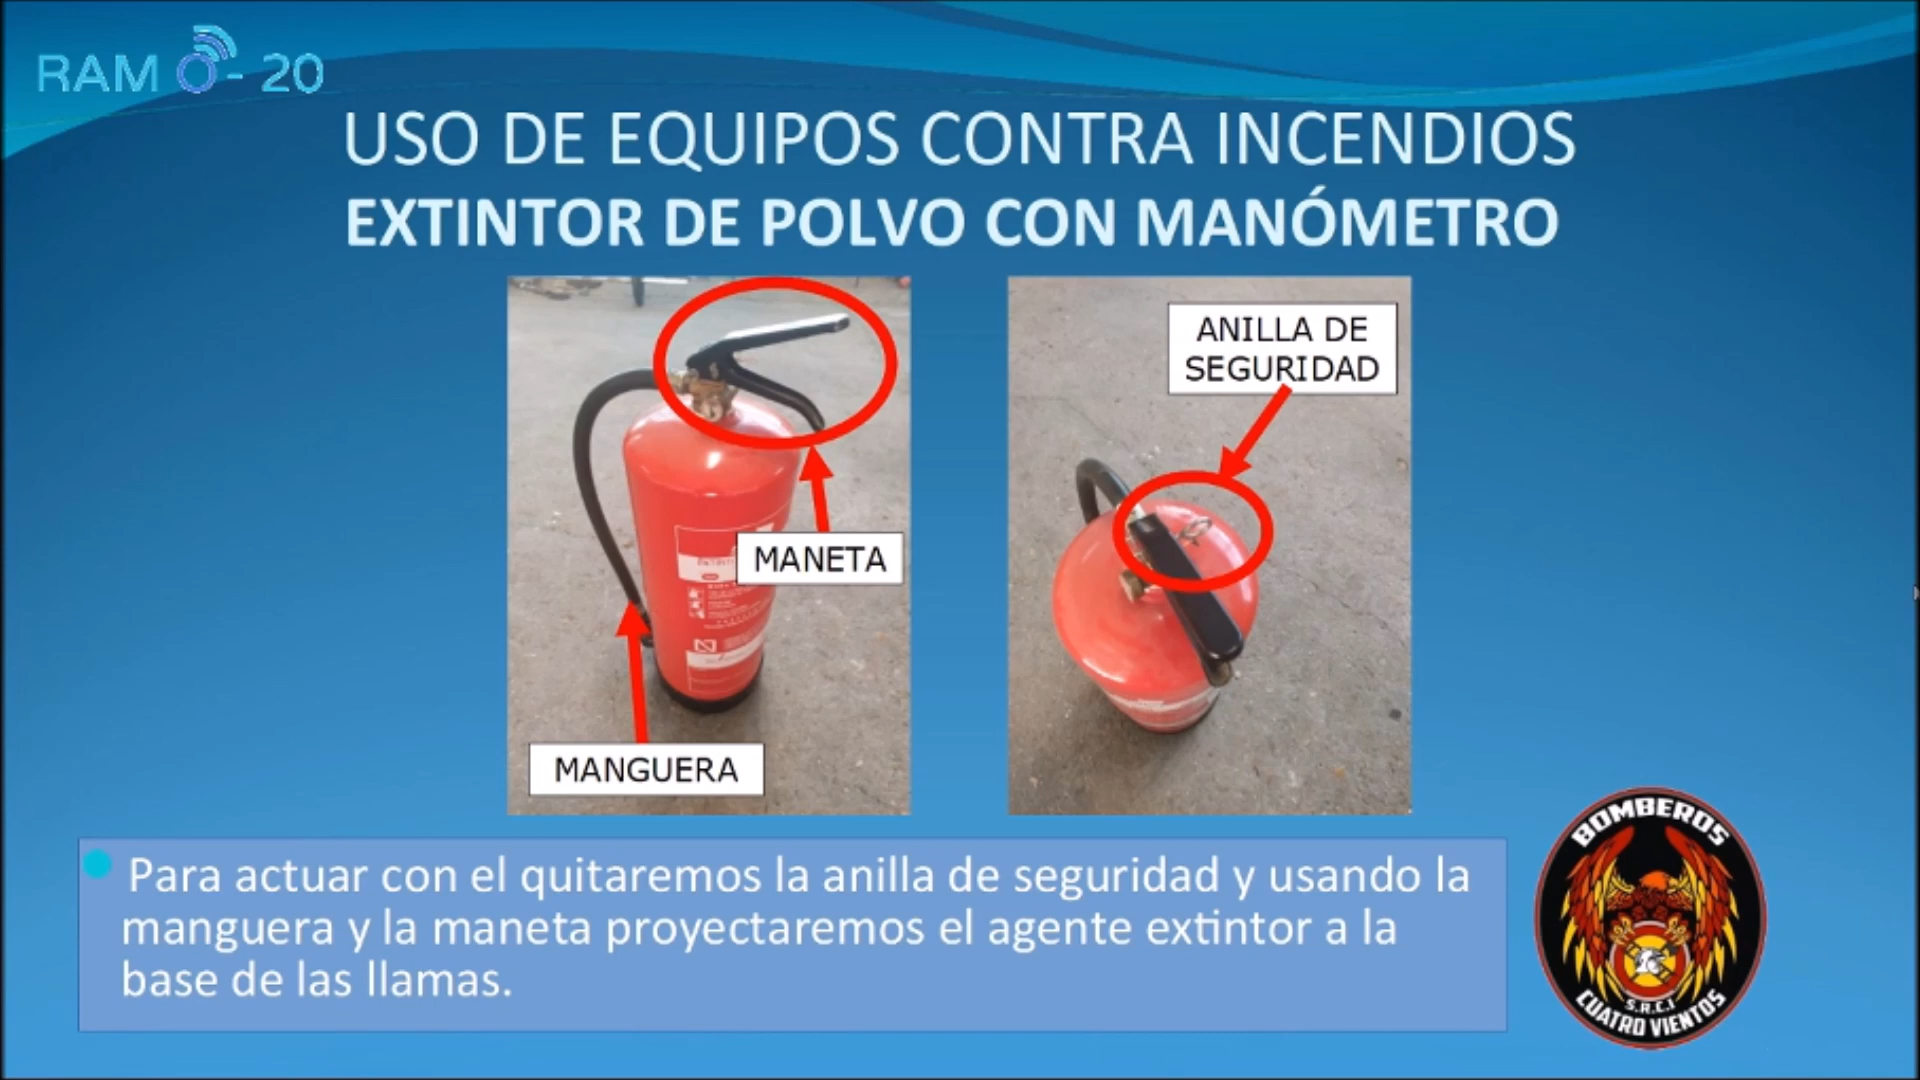 RAM O - 20
USO DE EQUIPOS CONTRA INCENDIOS
EXTINTOR DE POLVO CON MANÓMETRO
MANETA
MANGUERA
ANILLA DE
SEGURIDAD
Para actuar con el quitaremos la anilla de seguridad y usando la
manguera y la maneta proyectaremos el agente extintor a la
base de las llamas.
BOMBEROS
S.R.C.I
CUATRO VIENTOS